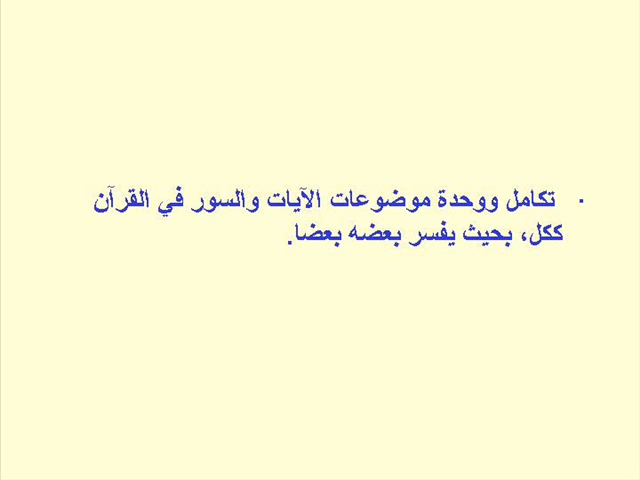 · تكامل ووحدة موضوعات الآيات والسور في القرآن
ككل، بحيث يفسر بعضه بعضا.